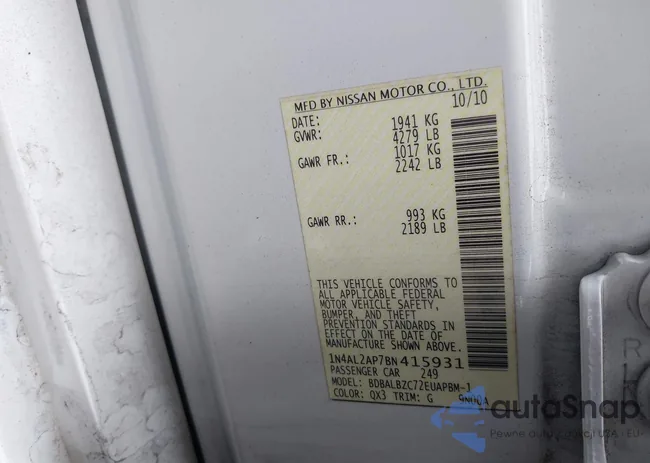 MFD BY NISSAN MOTOR CO., LTD.
DATE: 10/10
GVWR: 1941 KG
4279 LB
GAWR FR.: 1017 KG
2242 LB
GAWR RR.: 993 KG
2189 LB
THIS VEHICLE CONFORMS TO
ALL APPLICABLE FEDERAL
MOTOR VEHICLE SAFETY,
BUMPER, AND THEFT
PREVENTION STANDARDS IN
EFFECT ON THE DATE OF
MANUFACTURE SHOWN ABOVE.
1N4AL2AP7BN415931
PASSENGER CAR 249
MODEL: BDBALBZC72EUAPBM-J
COLOR: QX3 TRIM: G
autoSnap